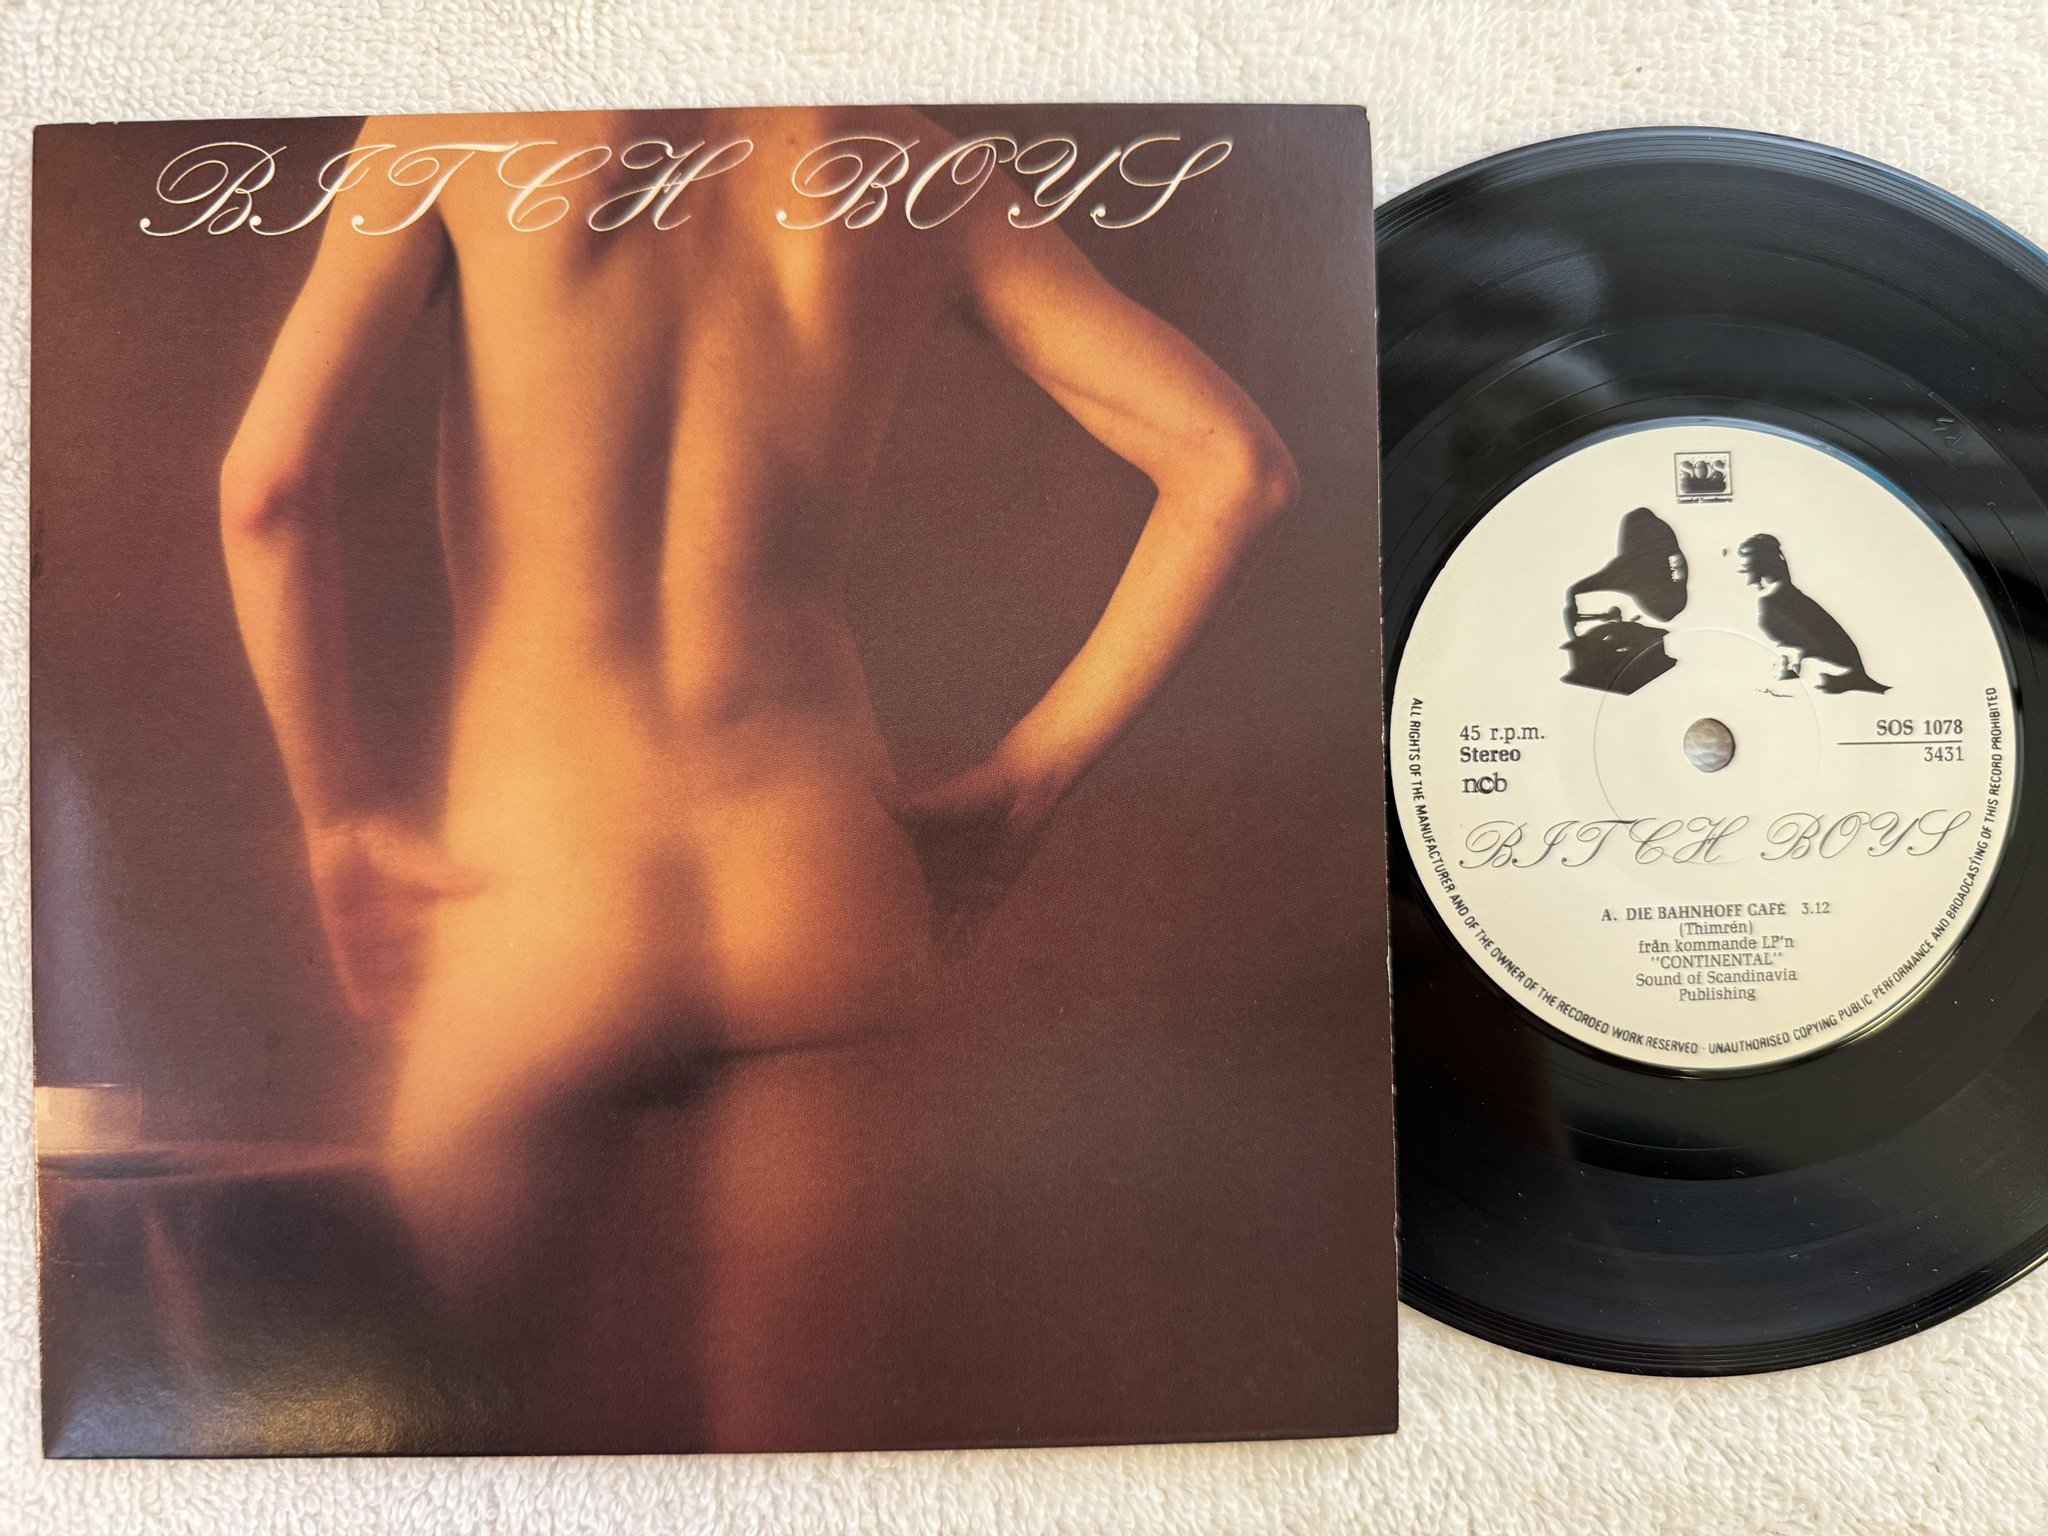 BITCH BOYS
SOS
45 r.p.m.
Stereo
ncb
SOS 1078
3431
BITCH BOYS
A. DIE BAHNHOFF CAFÉ 3.12
(Thimrén)
från kommande LP'n
"CONTINENTAL"
Sound of Scandinavia
Publishing
ALL RIGHTS OF THE MANUFACTURER AND OF THE OWNER OF THE RECORDED WORK RESERVED · UNAUTHORISED COPYING PUBLIC PERFORMANCE AND BROADCASTING OF THIS RECORD PROHIBITED